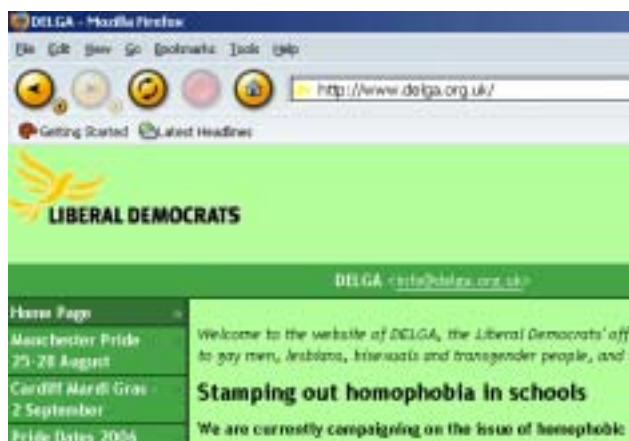 DELGA - Mozilla Firefox
File Edit View Go Bookmarks Tools Help
http://www.delga.org.uk/
Getting Started Latest Headlines
LIBERAL DEMOCRATS
DELGA <info@delga.org.uk>
Home Page
Manchester Pride
25-28 August
Cardiff Mardi Gras -
2 September
Pride Dates 2006
Welcome to the website of DELGA, the Liberal Democrats' off
to gay men, lesbians, bisexuals and transgender people, and
Stamping out homophobia in schools
We are currently campaigning on the issue of homophobic